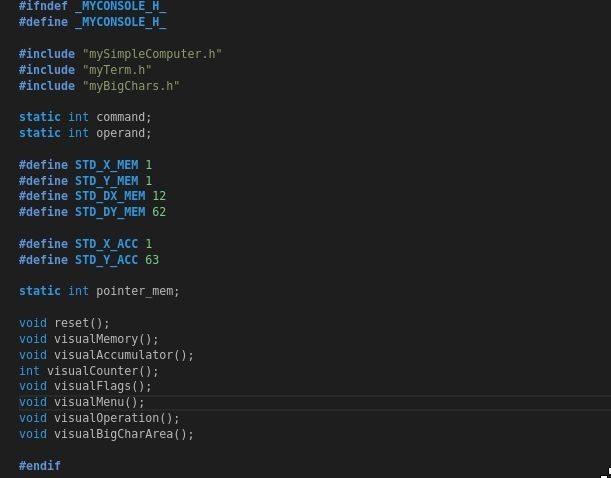 #ifndef _MYCONSOLE_H_
#define _MYCONSOLE_H_
#include "mySimpleComputer.h"
#include "myTerm.h"
#include "myBigChars.h"
static int command;
static int operand;
#define STD_X_MEM 1
#define STD_Y_MEM 1
#define STD_DX_MEM 12
#define STD_DY_MEM 62
#define STD_X_ACC 1
#define STD_Y_ACC 63
static int pointer_mem;
void reset();
void visualMemory();
void visualAccumulator();
int visualCounter();
void visualFlags();
void visualMenu();
void visualOperation();
void visualBigCharArea();
#endif